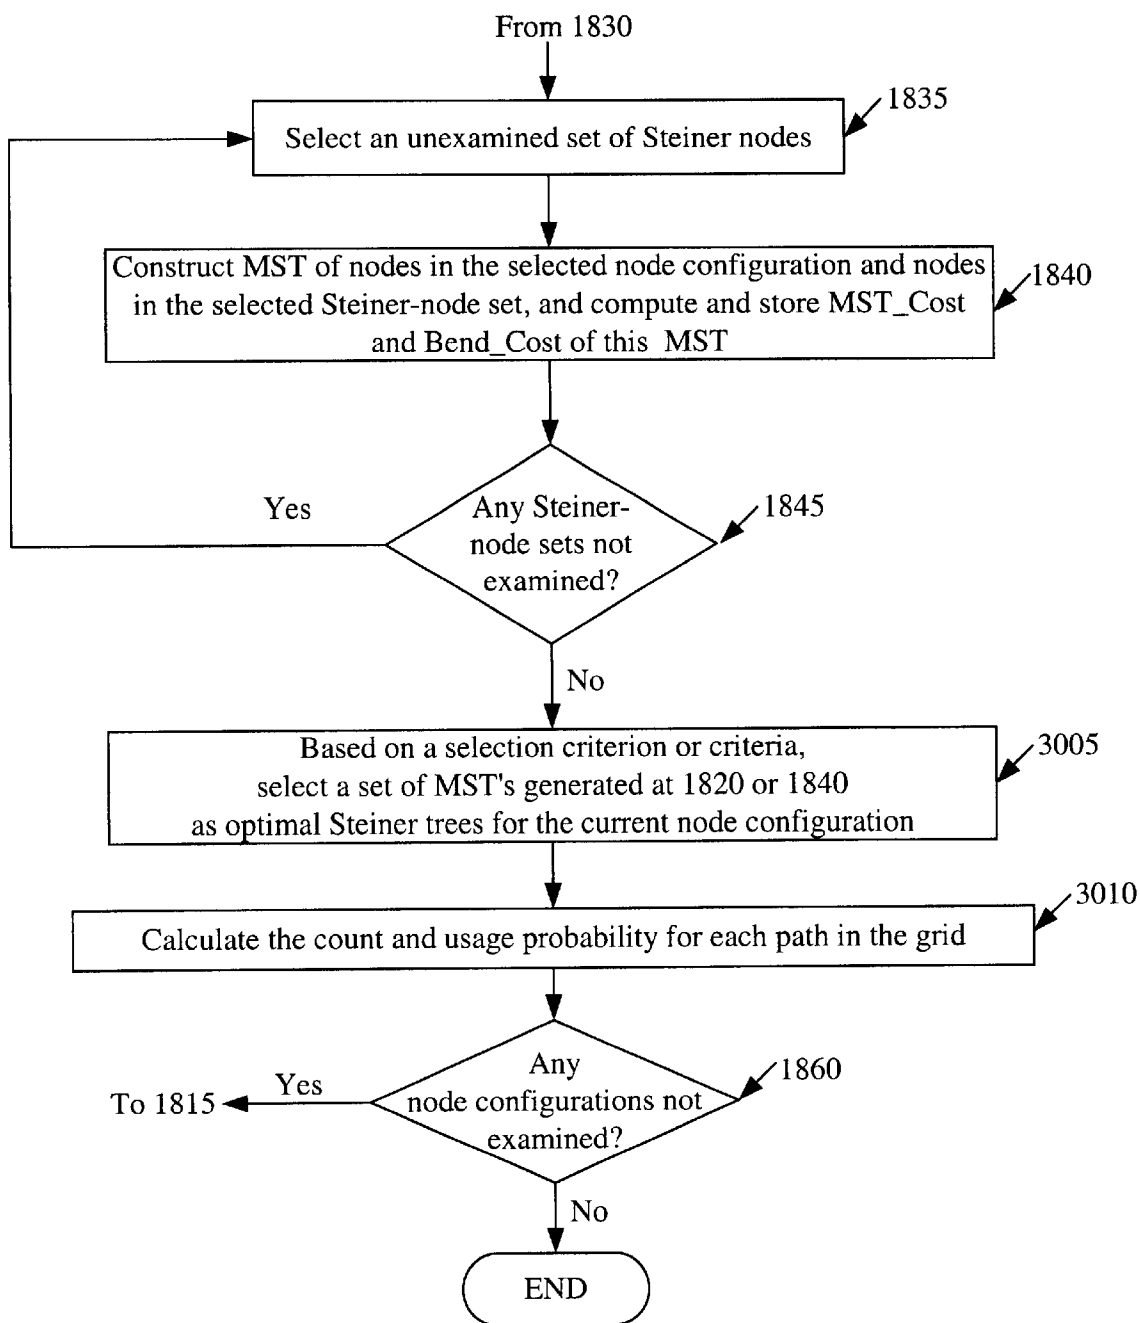 From 1830
1835
Select an unexamined set of Steiner nodes
Construct MST of nodes in the selected node configuration and nodes
in the selected Steiner-node set, and compute and store MST_Cost
and Bend_Cost of this MST
1840
Yes
Any Steiner-
node sets not
examined?
1845
No
Based on a selection criterion or criteria,
select a set of MST's generated at 1820 or 1840
as optimal Steiner trees for the current node configuration
3005
3010
Calculate the count and usage probability for each path in the grid
To 1815
Yes
Any
node configurations not
examined?
1860
No
END